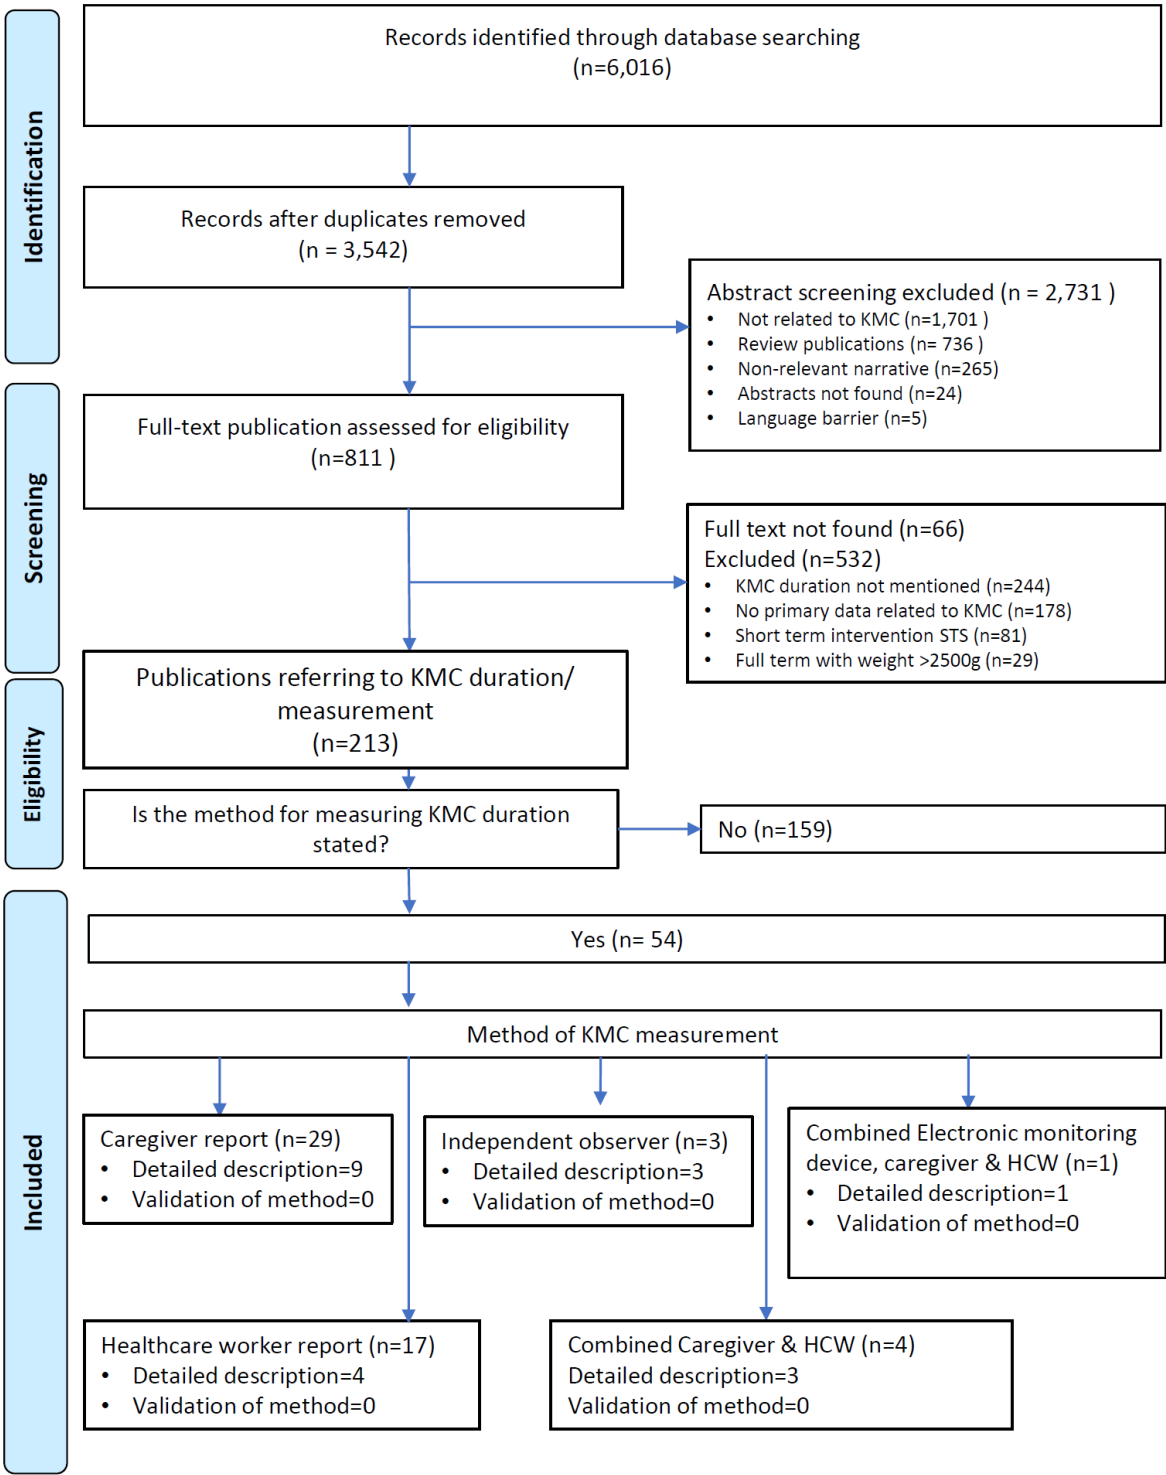 Identification
Records identified through database searching
(n=6,016)
Records after duplicates removed
(n = 3,542)
Abstract screening excluded (n = 2,731 )
• Not related to KMC (n=1,701 )
• Review publications (n= 736 )
• Non-relevant narrative (n=265)
• Abstracts not found (n=24)
• Language barrier (n=5)
Screening
Full-text publication assessed for eligibility
(n=811 )
Full text not found (n=66)
Excluded (n=532)
• KMC duration not mentioned (n=244)
• No primary data related to KMC (n=178)
• Short term intervention STS (n=81)
• Full term with weight >2500g (n=29)
Eligibility
Publications referring to KMC duration/
measurement
(n=213)
Is the method for measuring KMC duration
stated?
No (n=159)
Included
Yes (n= 54)
Method of KMC measurement
Caregiver report (n=29)
• Detailed description=9
• Validation of method=0
Independent observer (n=3)
• Detailed description=3
• Validation of method=0
Combined Electronic monitoring
device, caregiver & HCW (n=1)
• Detailed description=1
• Validation of method=0
Healthcare worker report (n=17)
• Detailed description=4
• Validation of method=0
Combined Caregiver & HCW (n=4)
Detailed description=3
Validation of method=0